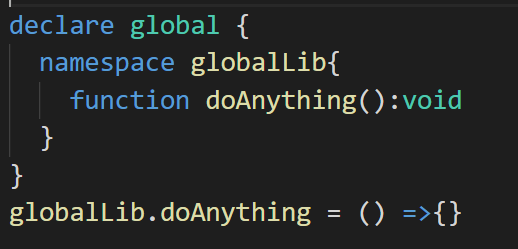 declare global {
  namespace globalLib{
    function doAnything():void
  }
}
globalLib.doAnything = () =>{}